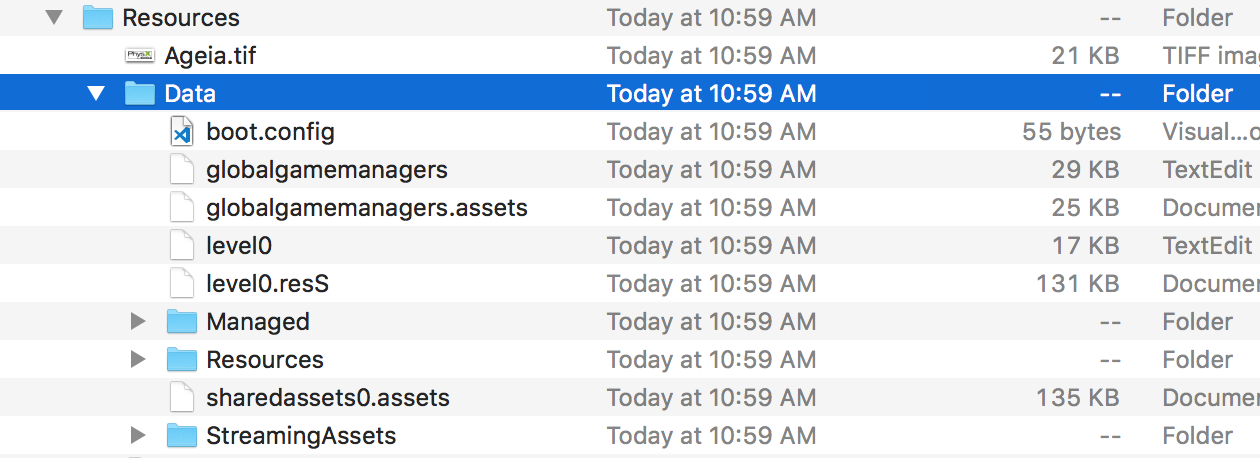 Resources Today at 10:59 AM -- Folder
PhysX Ageia.tif Today at 10:59 AM 21 KB TIFF ima
Data Today at 10:59 AM -- Folder
boot.config Today at 10:59 AM 55 bytes Visual...o
globalgamemanagers Today at 10:59 AM 29 KB TextEdit
globalgamemanagers.assets Today at 10:59 AM 25 KB Docume
level0 Today at 10:59 AM 17 KB TextEdit
level0.resS Today at 10:59 AM 131 KB Docume
Managed Today at 10:59 AM -- Folder
Resources Today at 10:59 AM -- Folder
sharedassets0.assets Today at 10:59 AM 135 KB Docume
StreamingAssets Today at 10:59 AM -- Folder